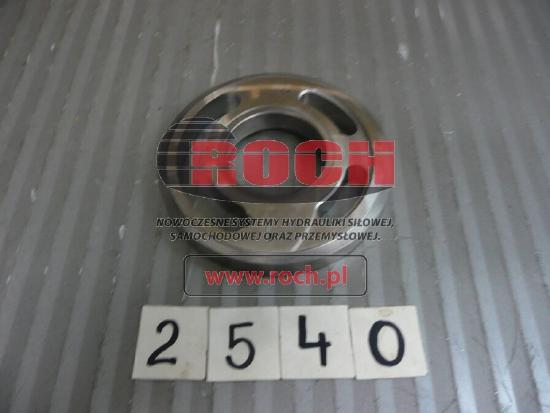 ROCH
NOWOCZESNE SYSTEMY HYDRAULIKI SIŁOWEJ,
SAMOCHODOWEJ ORAZ PRZEMYSŁOWEJ.
www.roch.pl
2540